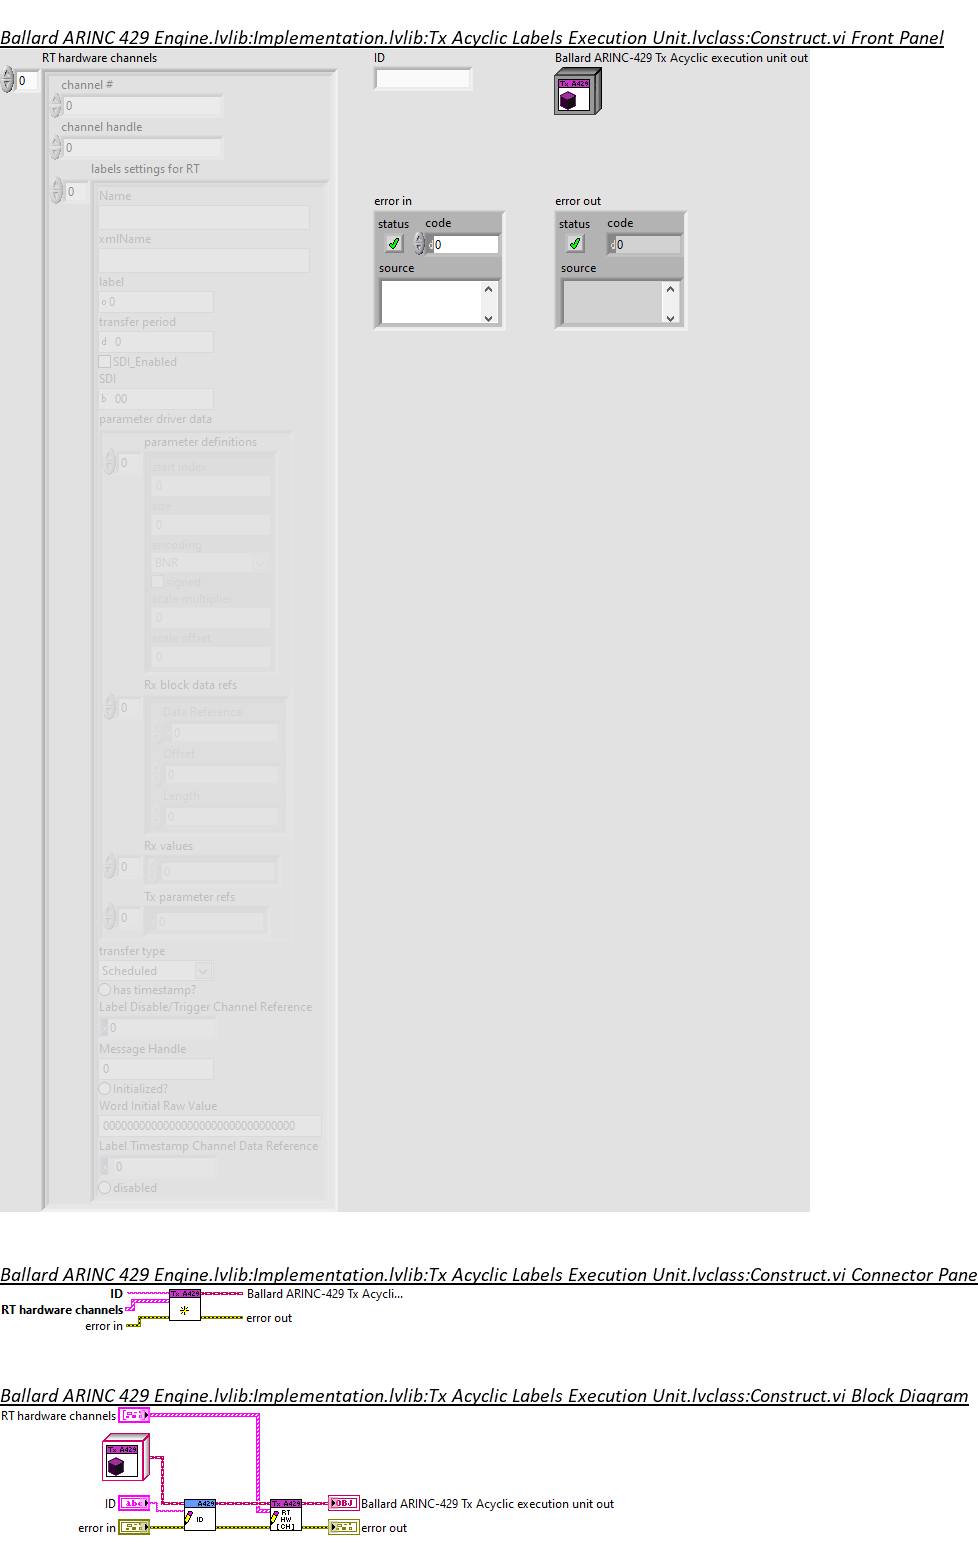 Ballard ARINC 429 Engine.lvlib:Implementation.lvlib:Tx Acyclic Labels Execution Unit.lvclass:Construct.vi Front Panel
RT hardware channels
ID
Ballard ARINC-429 Tx Acyclic execution unit out
0
channel #
Tx A429
0
channel handle
0
labels settings for RT
0
Name
error in
error out
status
code
status
code
xmlName
d 0
d 0
source
source
label
o 0
transfer period
d 0
SDI_Enabled
SDI
b 00
parameter driver data
parameter definitions
0
start index
0
size
0
encoding
BNR
signed
scale multiplier
0
scale offset
0
Rx block data refs
0
Data Reference
0
Offset
0
Length
0
Rx values
0
0
Tx parameter refs
0
0
transfer type
Scheduled
has timestamp?
Label Disable/Trigger Channel Reference
0
Message Handle
0
Initialized?
Word Initial Raw Value
00000000000000000000000000000000
Label Timestamp Channel Data Reference
0
disabled
Ballard ARINC 429 Engine.lvlib:Implementation.lvlib:Tx Acyclic Labels Execution Unit.lvclass:Construct.vi Connector Pane
ID
Tx A429
Ballard ARINC-429 Tx Acycli...
RT hardware channels
error in
error out
Ballard ARINC 429 Engine.lvlib:Implementation.lvlib:Tx Acyclic Labels Execution Unit.lvclass:Construct.vi Block Diagram
RT hardware channels
Tx A429
ID
abc
A429
ID
Tx A429
RT
HW
[CH]
OBJ
Ballard ARINC-429 Tx Acyclic execution unit out
error in
error out